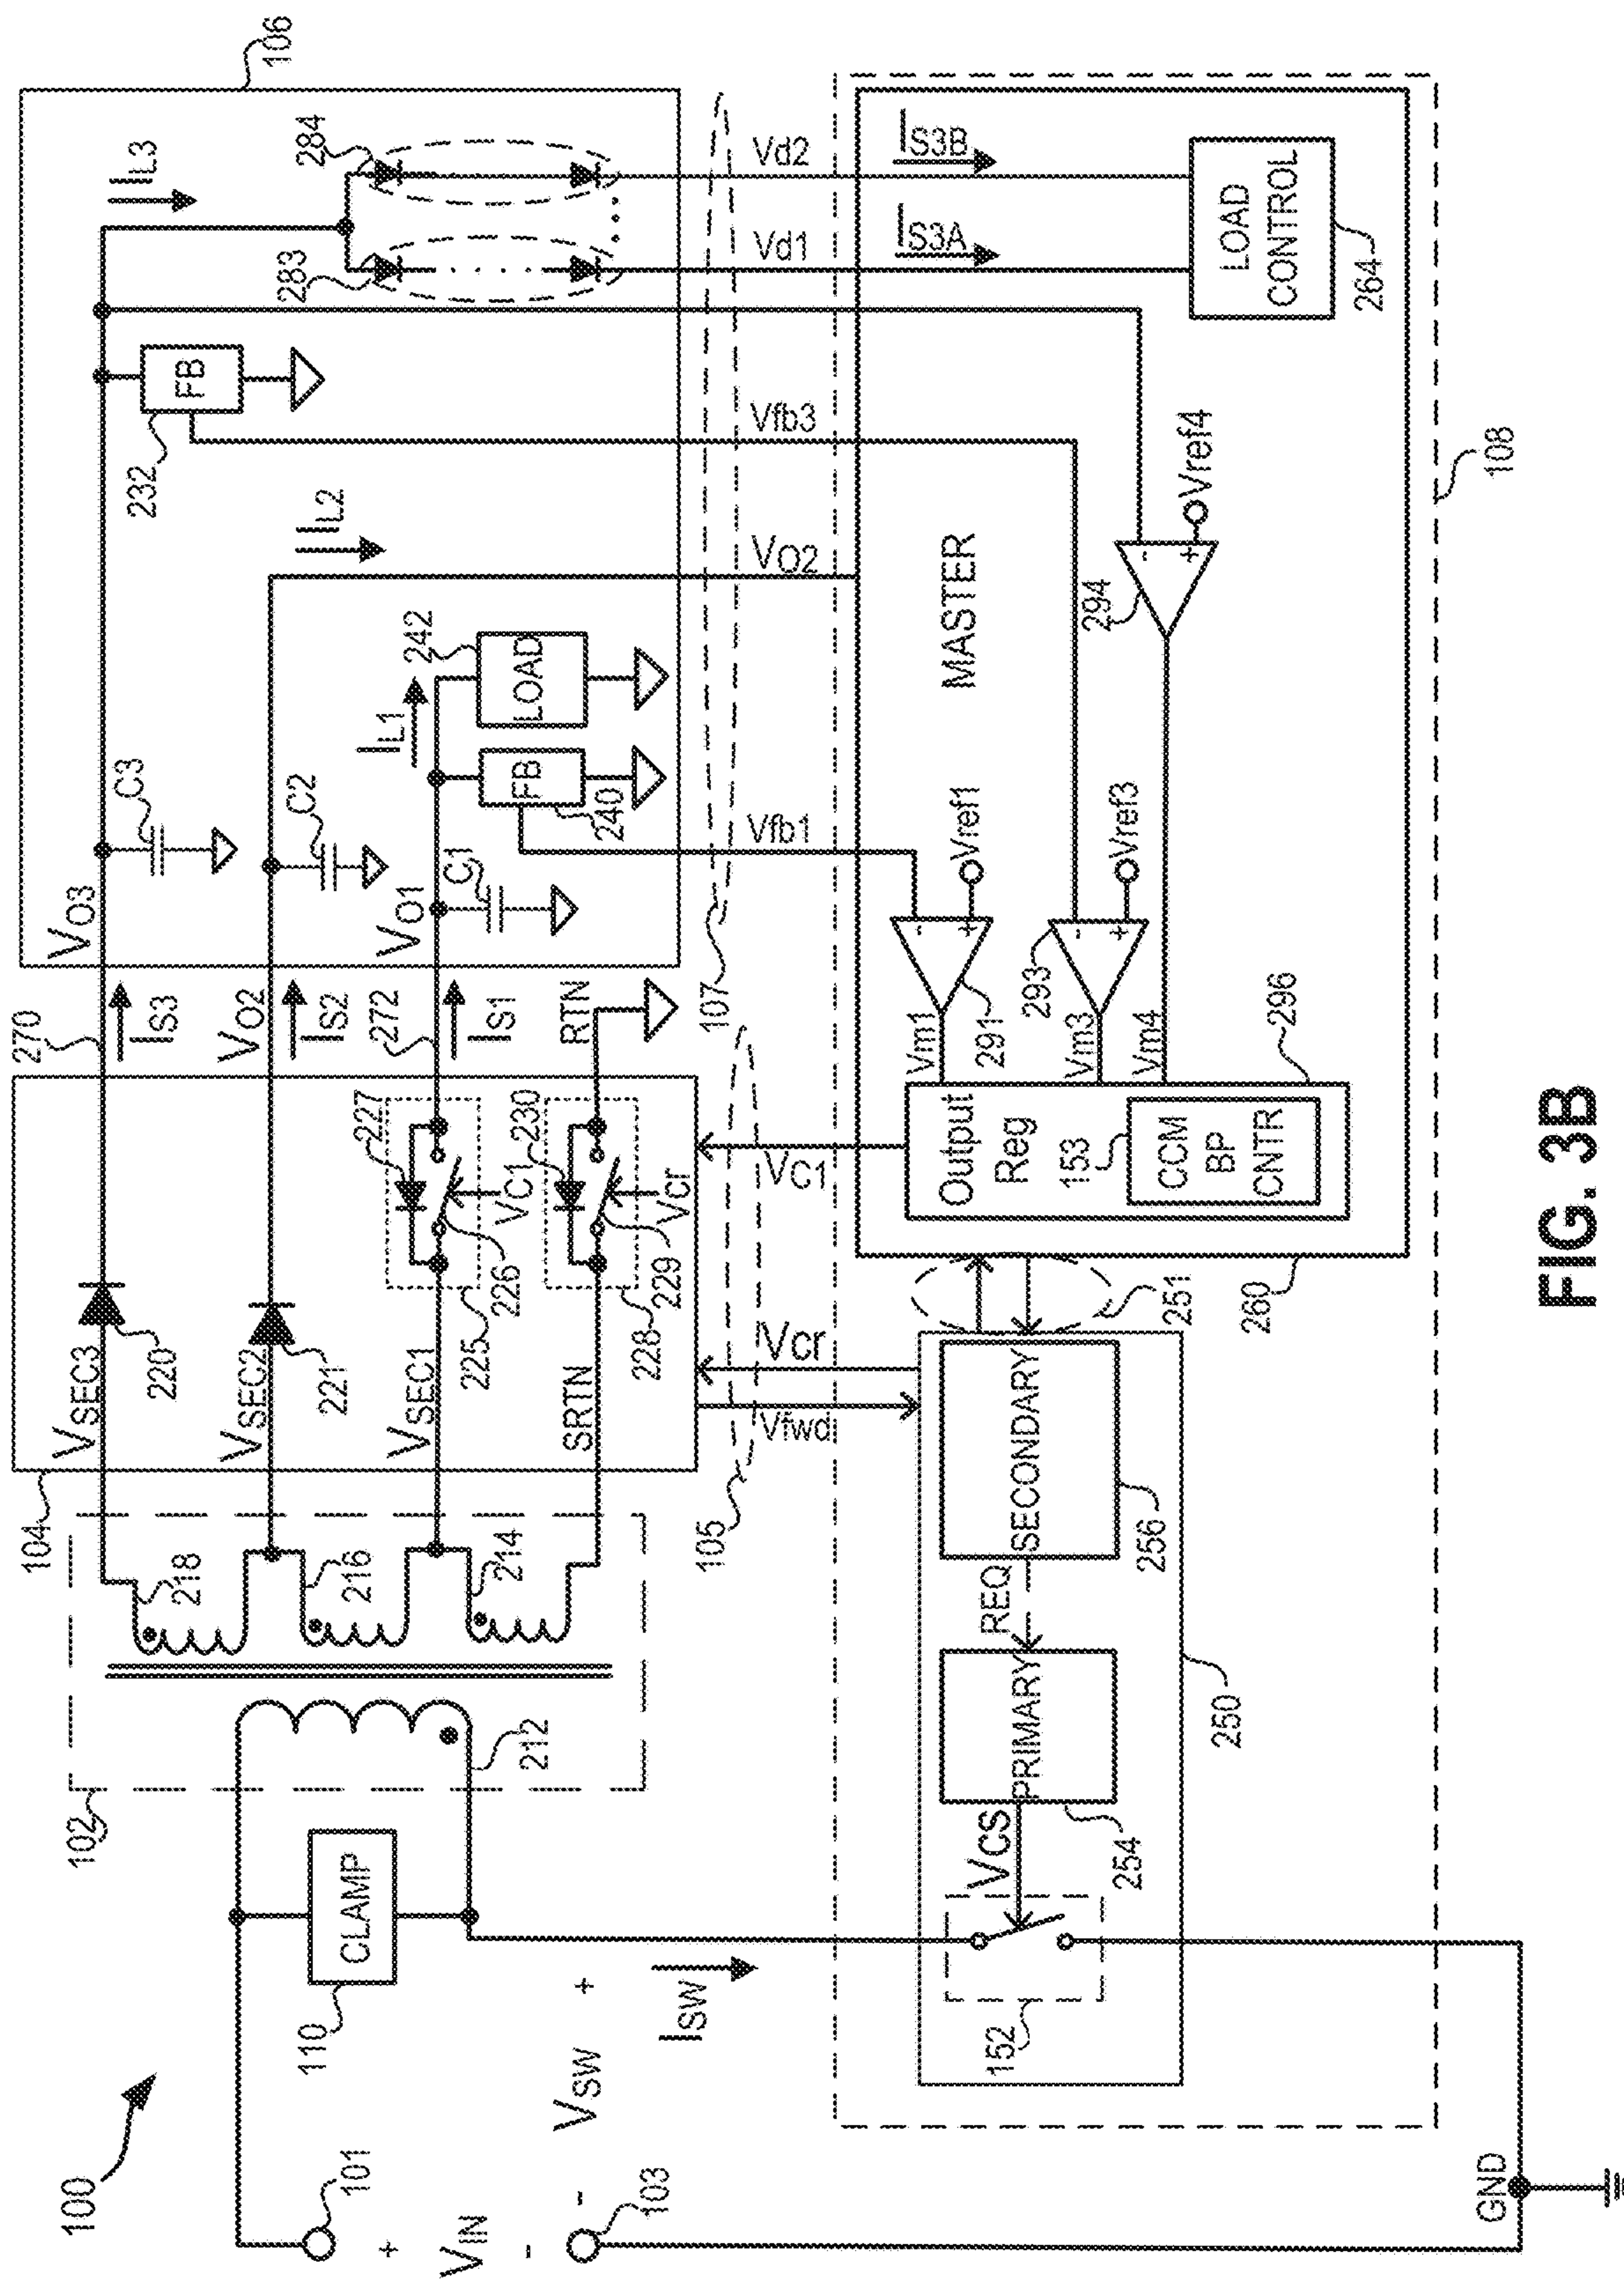 100
101
+
VIN
-
103
110
CLAMP
102
212
218
216
214
104
VSEC3
220
VSEC2
221
VSEC1
225
226
227
VC1
SRTN
228
229
230
Vcr
270
IS3
VO2
IS2
272
IS1
RTN
106
VO3
C3
C2
VO1
C1
IL1
FB
240
242
LOAD
IL2
232
FB
283
284
IL3
VSW
-
+
ISW
105
Vfwd
Vcr
VC1
107
Vfb1
VO2
Vfb3
Vd1
Vd2
152
VCS
PRIMARY
254
REQ
SECONDARY
256
250
251
260
Output
Reg
153
CCM
BP
CNTR
296
Vm1
Vm3
Vm4
291
-
+
Vref1
293
-
+
Vref3
294
-
+
Vref4
MASTER
IS3A
IS3B
LOAD
CONTROL
264
108
GND
FIG. 3B